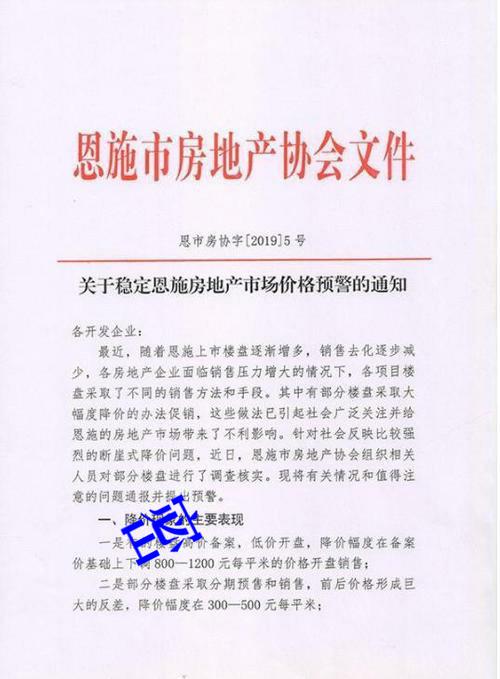 恩施市房地产协会文件
恩市房协字[2019]5号
关于稳定恩施房地产市场价格预警的通知
各开发企业：
最近，随着恩施上市楼盘逐渐增多，销售去化逐步减
少，各房地产企业面临销售压力增大的情况下，各项目楼
盘采取了不同的销售方法和手段。其中有部分楼盘采取大
幅度降价的办法促销，这些做法已引起社会广泛关注并给
恩施的房地产市场带来了不利影响。针对社会反映比较强
烈的断崖式降价问题，近日，恩施市房地产协会组织相关
人员对部分楼盘进行了调查核实。现将有关情况和值得注
意的问题通报并提出预警。
一、降价现象的主要表现
一是有的楼盘高价备案，低价开盘，降价幅度在备案
价基础上下调800—1200元每平米的价格开盘销售；
二是部分楼盘采取分期预售和销售，前后价格形成巨
大的反差，降价幅度在300—500元每平米；